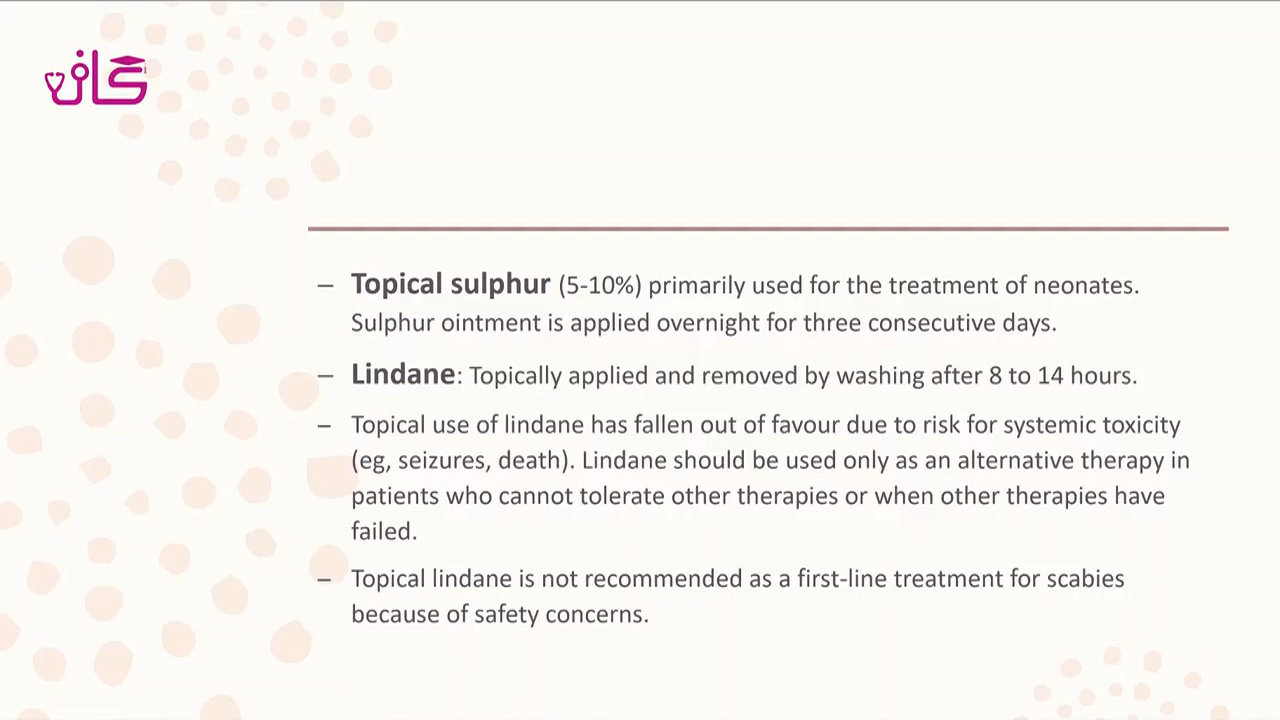 كان
– Topical sulphur (5-10%) primarily used for the treatment of neonates.
Sulphur ointment is applied overnight for three consecutive days.
– Lindane: Topically applied and removed by washing after 8 to 14 hours.
– Topical use of lindane has fallen out of favour due to risk for systemic toxicity
(eg, seizures, death). Lindane should be used only as an alternative therapy in
patients who cannot tolerate other therapies or when other therapies have
failed.
– Topical lindane is not recommended as a first-line treatment for scabies
because of safety concerns.